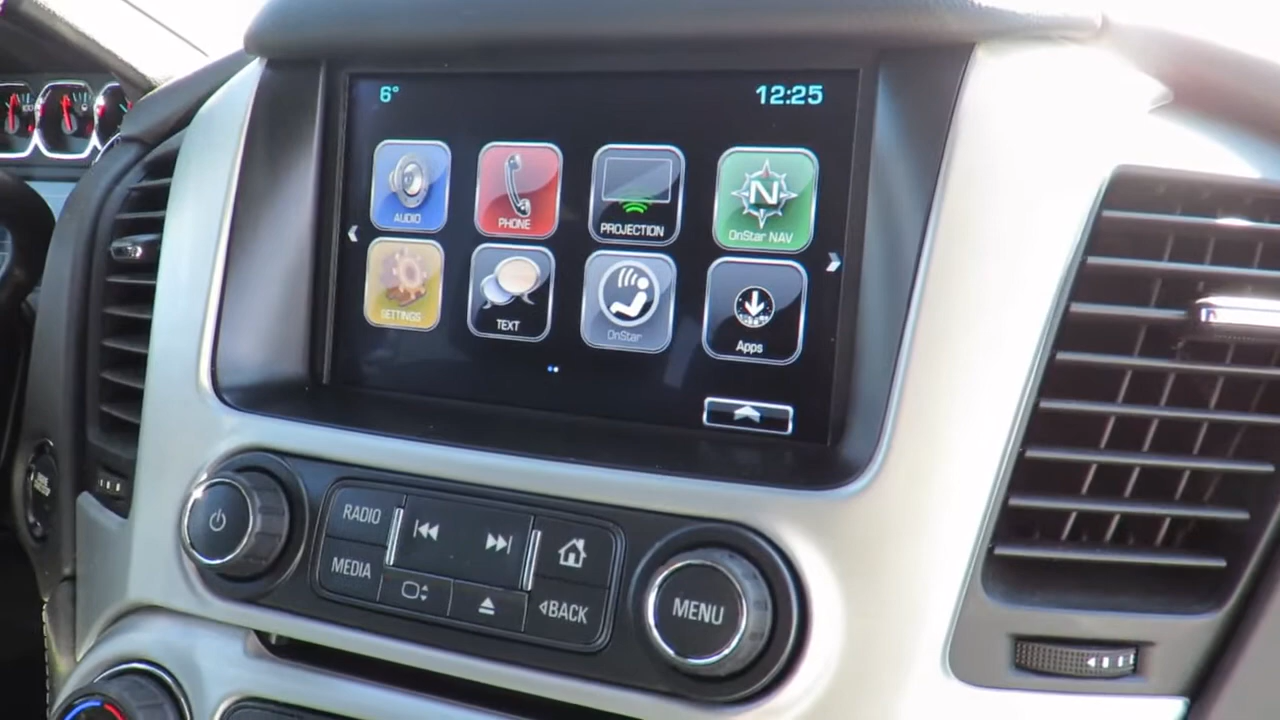 6° 12:25
AUDIO PHONE PROJECTION OnStar NAV
N
SETTINGS TEXT OnStar Apps
RADIO
MEDIA
BACK
MENU